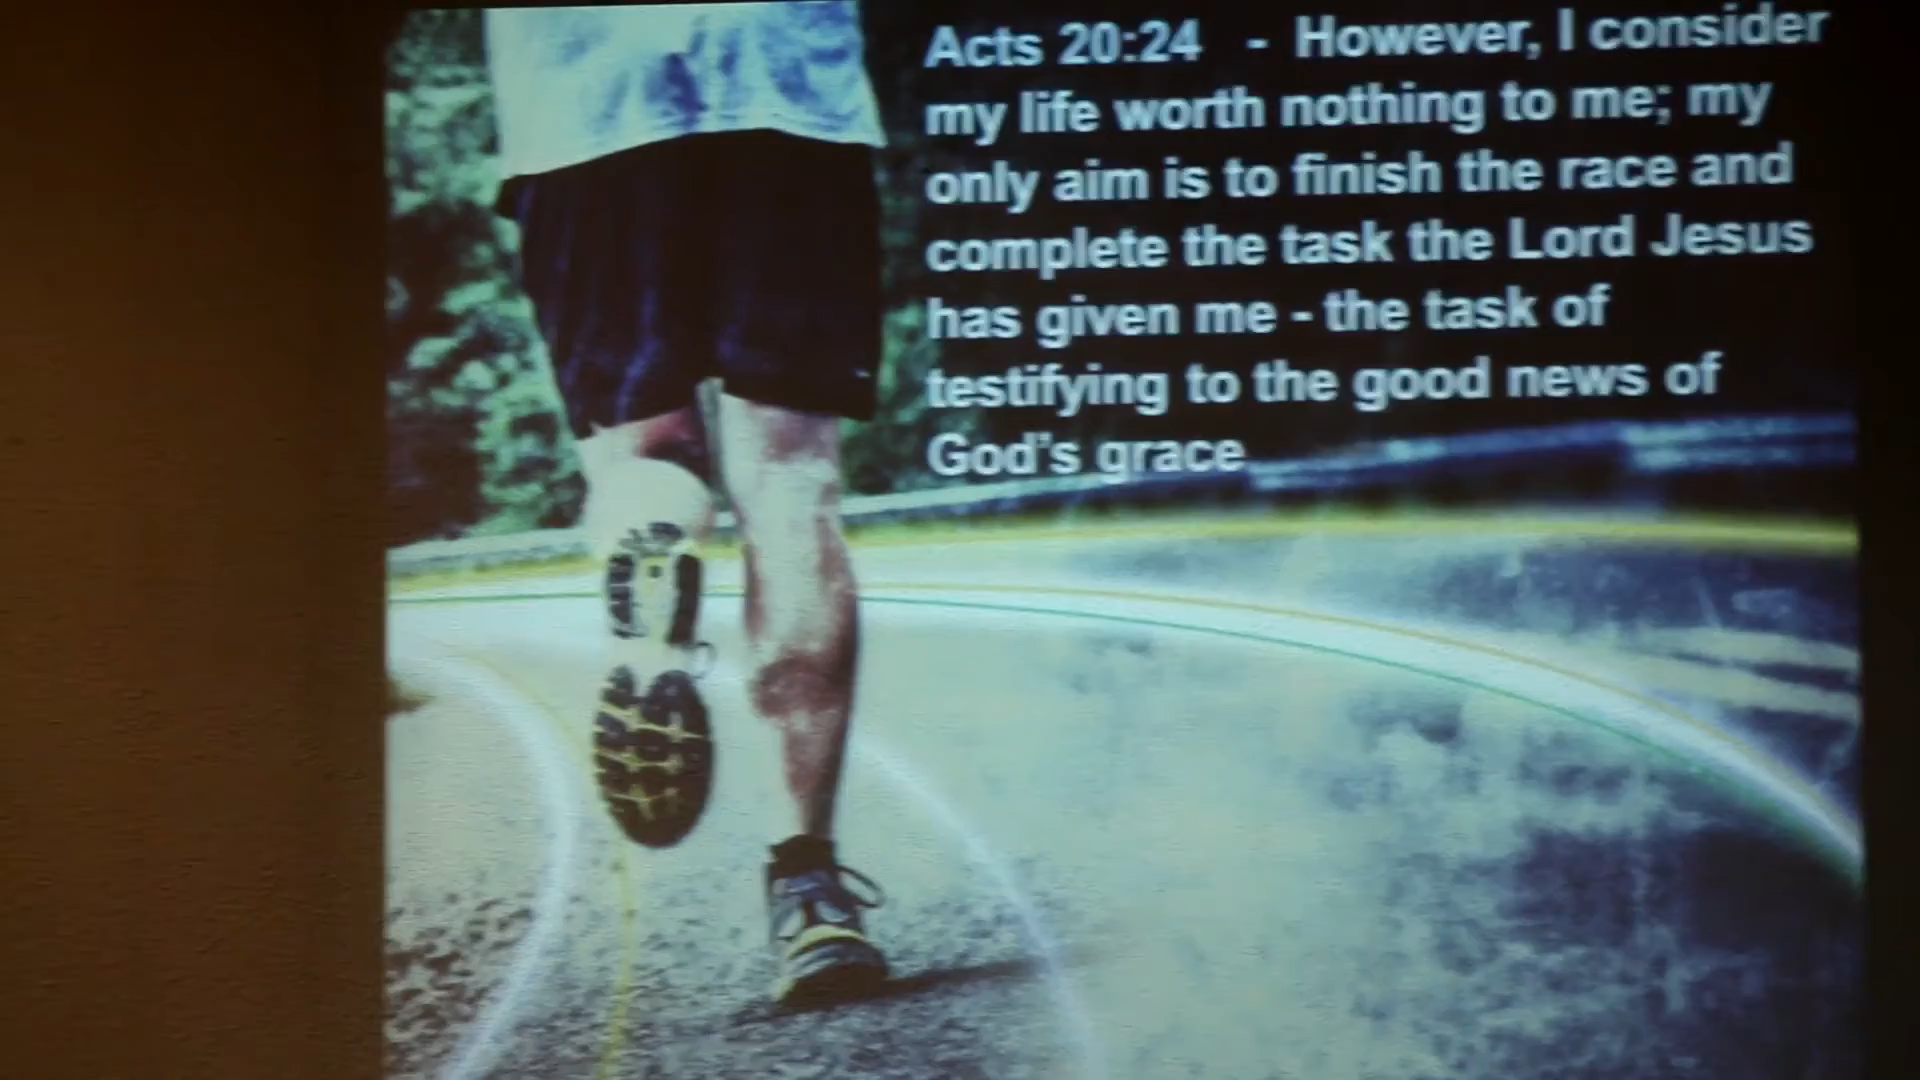 Acts 20:24 - However, I consider
my life worth nothing to me; my
only aim is to finish the race and
complete the task the Lord Jesus
has given me - the task of
testifying to the good news of
God's grace